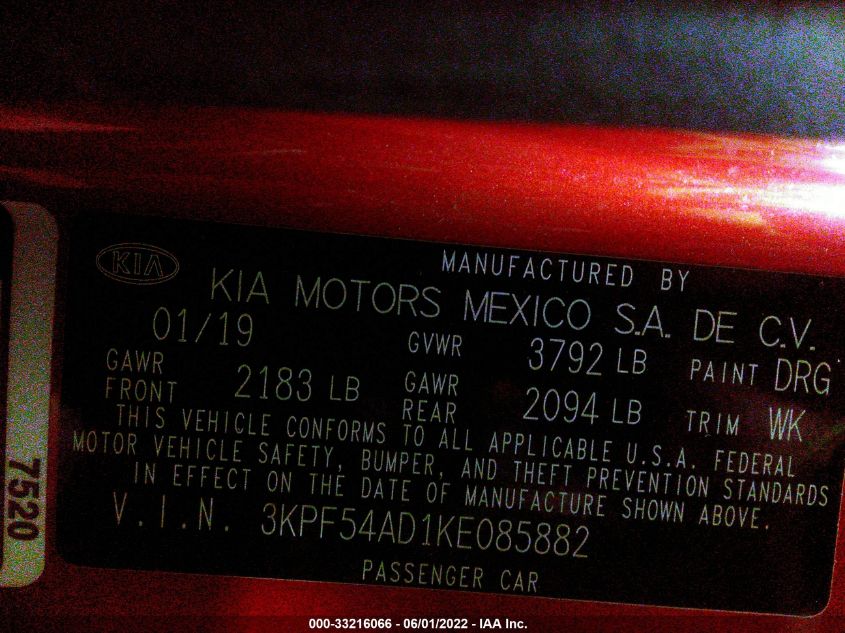 KIA
MANUFACTURED BY
KIA MOTORS MEXICO S.A. DE C.V.
01/19 GVWR 3792 LB PAINT DRG
GAWR FRONT 2183 LB GAWR REAR 2094 LB TRIM WK
THIS VEHICLE CONFORMS TO ALL APPLICABLE U.S.A. FEDERAL
MOTOR VEHICLE SAFETY, BUMPER, AND THEFT PREVENTION STANDARDS
IN EFFECT ON THE DATE OF MANUFACTURE SHOWN ABOVE.
V.I.N. 3KPF54AD1KE085882
PASSENGER CAR
7520
000-33216066 - 06/01/2022 - IAA Inc.